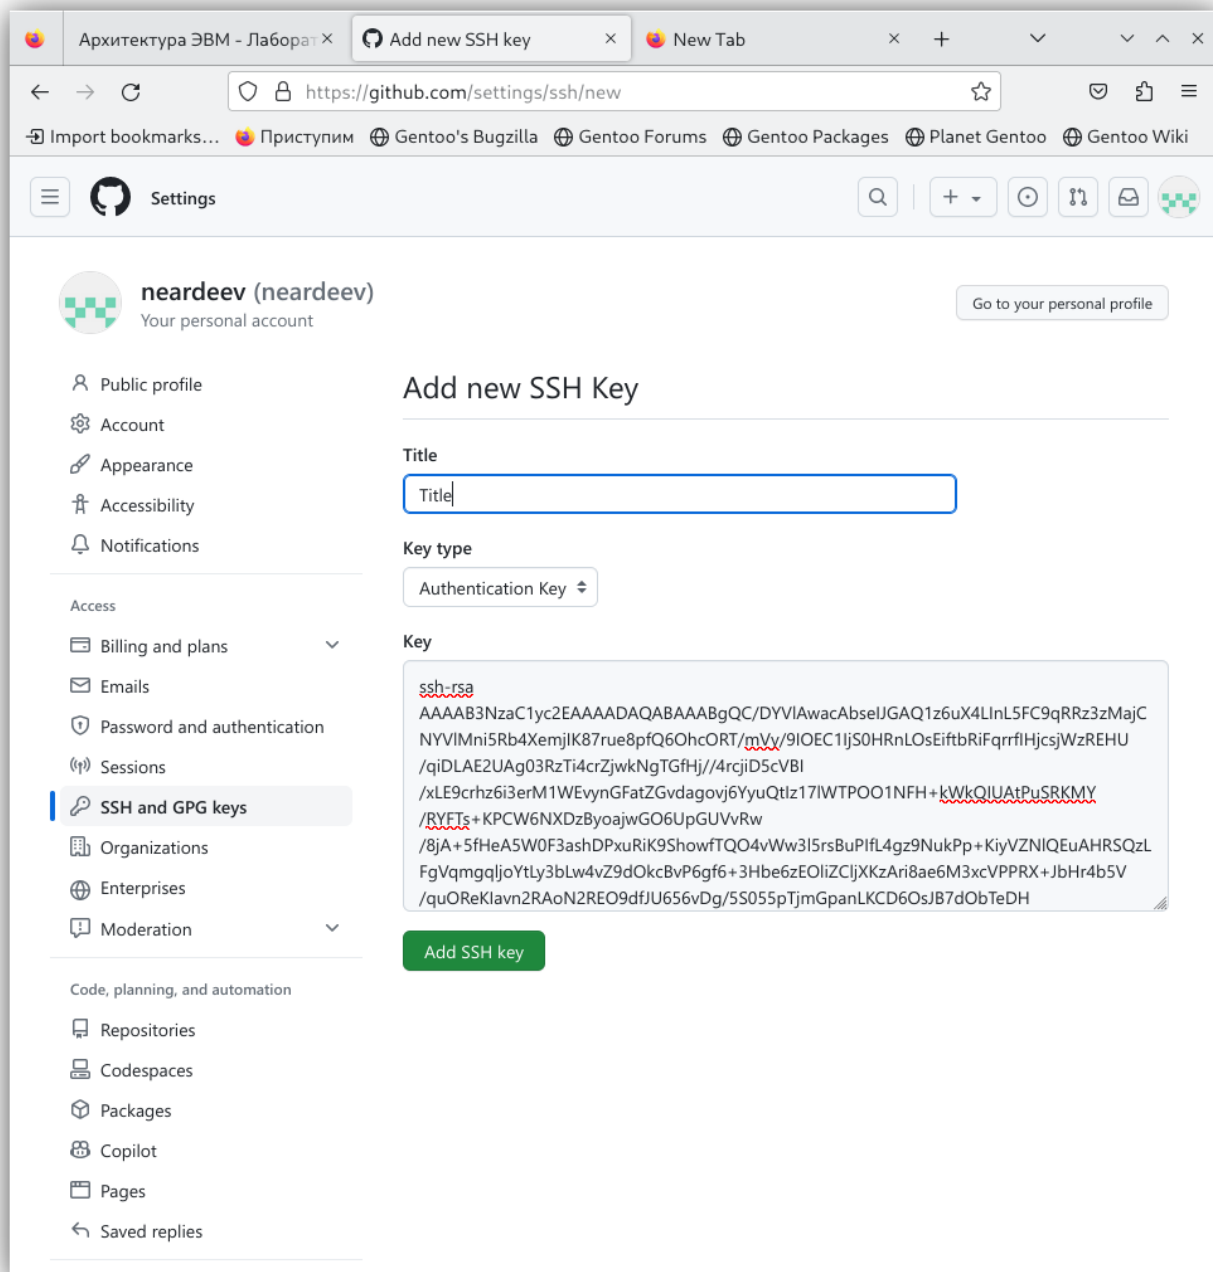 Архитектура ЭВМ - Лаборат
Add new SSH key
New Tab
https://github.com/settings/ssh/new
Import bookmarks...
Приступим
Gentoo's Bugzilla
Gentoo Forums
Gentoo Packages
Planet Gentoo
Gentoo Wiki
Settings
neardeev (neardeev)
Your personal account
Go to your personal profile
Public profile
Account
Appearance
Accessibility
Notifications
Access
Billing and plans
Emails
Password and authentication
Sessions
SSH and GPG keys
Organizations
Enterprises
Moderation
Code, planning, and automation
Repositories
Codespaces
Packages
Copilot
Pages
Saved replies
Add new SSH Key
Title
Title
Key type
Authentication Key
Key
ssh-rsa
AAAAB3NzaC1yc2EAAAADAQABAAABgQC/DYVlAwacAbseIJGAQ1z6uX4LInL5FC9qRRz3zMajC
NYVlMni5Rb4XemjIK87rue8pfQ6OhcORT/mVy/9IOEC1IjS0HRnLOsEiftbRiFqrrflHjcsjWzREHU
/qiDLAE2UAg03RzTi4crZjwkNgTGfHj//4rcjiD5cVBI
/xLE9crhz6i3erM1WEvynGFatZGvdagovj6YyuQtIz17lWTPOO1NFH+kWkQIUAtPuSRKMY
/RYFTs+KPCW6NXDzByoajwGO6UpGUVvRw
/8jA+5fHeA5W0F3ashDPxuRiK9ShowfTQO4vWw3l5rsBuPIfL4gz9NukPp+KiyVZNlQEuAHRSQzL
FgVqmgqljoYtLy3bLw4vZ9dOkcBvP6gf6+3Hbe6zEOliZCljXKzAri8ae6M3xcVPPRX+JbHr4b5V
/quOReKIavn2RAoN2REO9dfJU656vDg/5S055pTjmGpanLKCD6OsJB7dObTeDH
Add SSH key